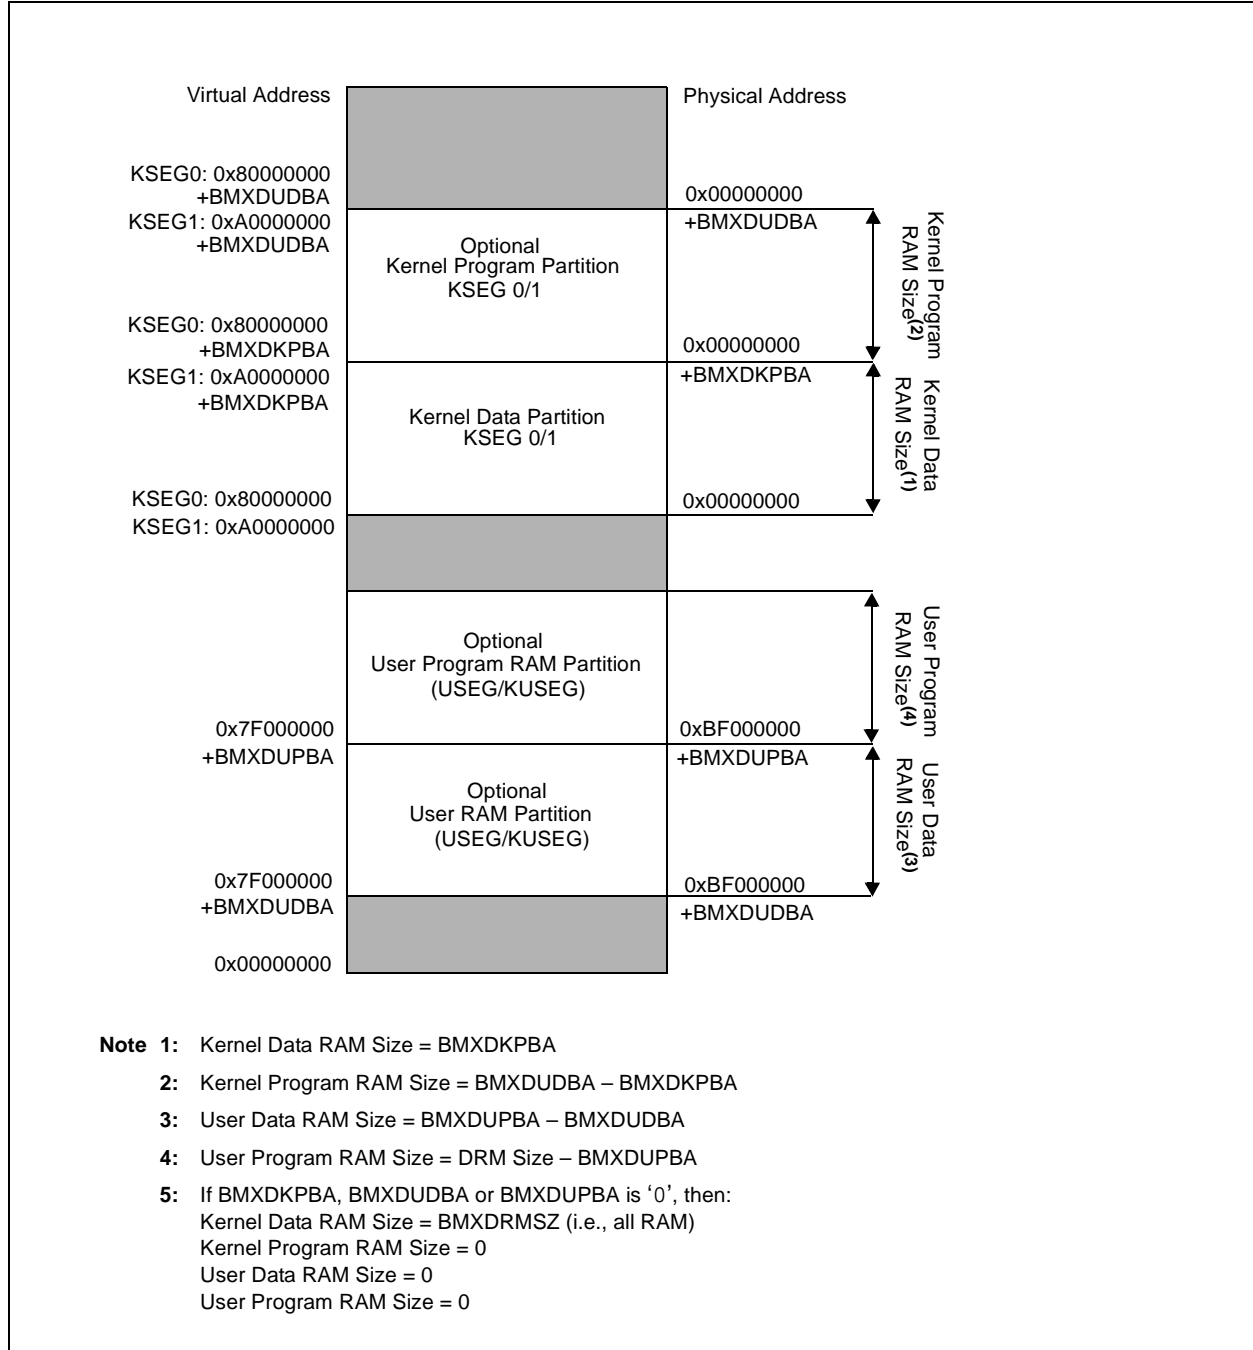 Virtual Address
Physical Address
KSEG0: 0x80000000
+BMXDUDBA
KSEG1: 0xA0000000
+BMXDUDBA
0x00000000
+BMXDUDBA
Optional
Kernel Program Partition
KSEG 0/1
Kernel Program
RAM Size(2)
KSEG0: 0x80000000
+BMXDKPBA
KSEG1: 0xA0000000
+BMXDKPBA
0x00000000
+BMXDKPBA
Kernel Data Partition
KSEG 0/1
Kernel Data
RAM Size(1)
KSEG0: 0x80000000
KSEG1: 0xA0000000
0x00000000
Optional
User Program RAM Partition
(USEG/KUSEG)
User Program
RAM Size(4)
0x7F000000
+BMXDUPBA
0xBF000000
+BMXDUPBA
Optional
User RAM Partition
(USEG/KUSEG)
User Data
RAM Size(3)
0x7F000000
+BMXDUDBA
0xBF000000
+BMXDUDBA
0x00000000
Note 1: Kernel Data RAM Size = BMXDKPBA
2: Kernel Program RAM Size = BMXDUDBA – BMXDKPBA
3: User Data RAM Size = BMXDUPBA – BMXDUDBA
4: User Program RAM Size = DRM Size – BMXDUPBA
5: If BMXDKPBA, BMXDUDBA or BMXDUPBA is ‘0’, then:
Kernel Data RAM Size = BMXDRMSZ (i.e., all RAM)
Kernel Program RAM Size = 0
User Data RAM Size = 0
User Program RAM Size = 0